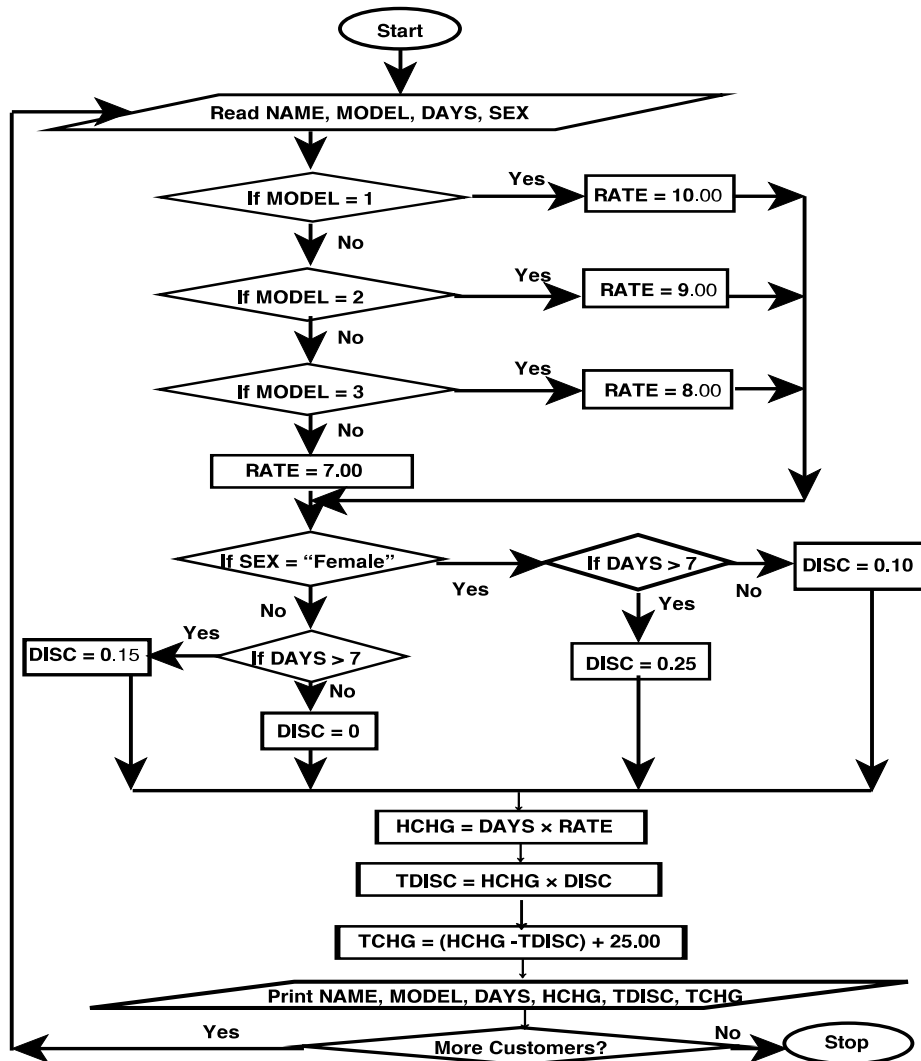 Start
Read NAME, MODEL, DAYS, SEX
If MODEL = 1
Yes
RATE = 10.00
No
If MODEL = 2
Yes
RATE = 9.00
No
If MODEL = 3
Yes
RATE = 8.00
No
RATE = 7.00
If SEX = “Female”
Yes
If DAYS > 7
No
DISC = 0.10
No
Yes
Yes
DISC = 0.15
If DAYS > 7
DISC = 0.25
No
DISC = 0
HCHG = DAYS × RATE
TDISC = HCHG × DISC
TCHG = (HCHG -TDISC) + 25.00
Print NAME, MODEL, DAYS, HCHG, TDISC, TCHG
Yes
More Customers?
No
Stop